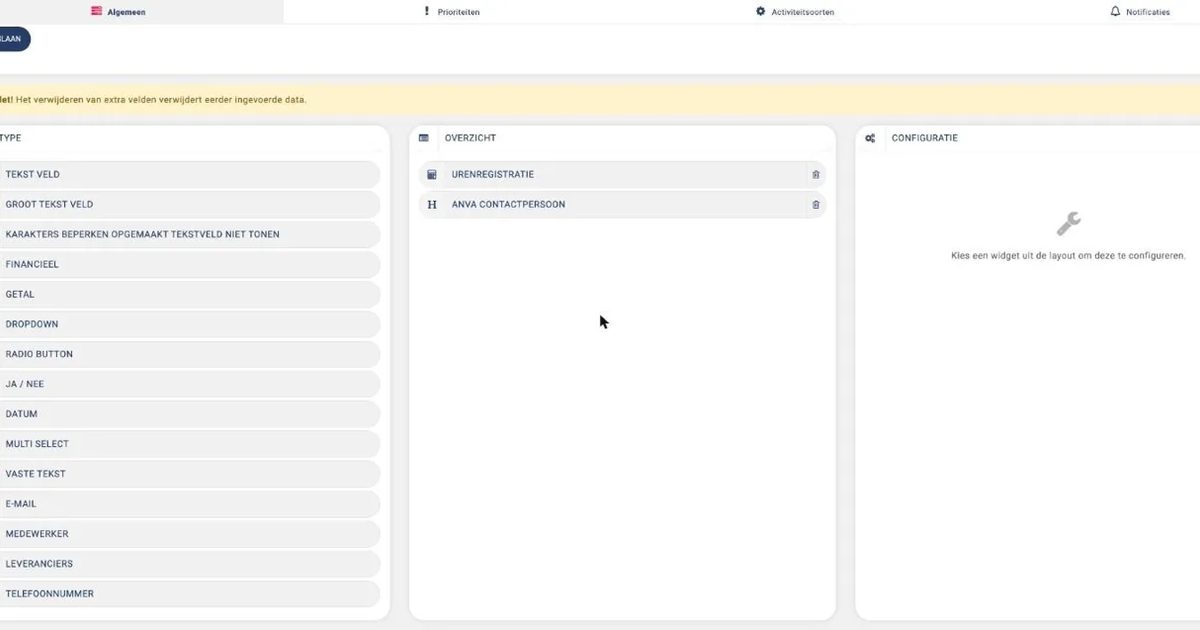 Algemeen
Prioriteiten
Activiteitsoorten
Notificaties
LAAN
let! Het verwijderen van extra velden verwijdert eerder ingevoerde data.
TYPE
TEKST VELD
GROOT TEKST VELD
KARAKTERS BEPERKEN OPGEMAAKT TEKSTVELD NIET TONEN
FINANCIEEL
GETAL
DROPDOWN
RADIO BUTTON
JA / NEE
DATUM
MULTI SELECT
VASTE TEKST
E-MAIL
MEDEWERKER
LEVERANCIERS
TELEFOONNUMMER
OVERZICHT
URENREGISTRATIE
H ANVA CONTACTPERSOON
CONFIGURATIE
Kies een widget uit de layout om deze te configureren.